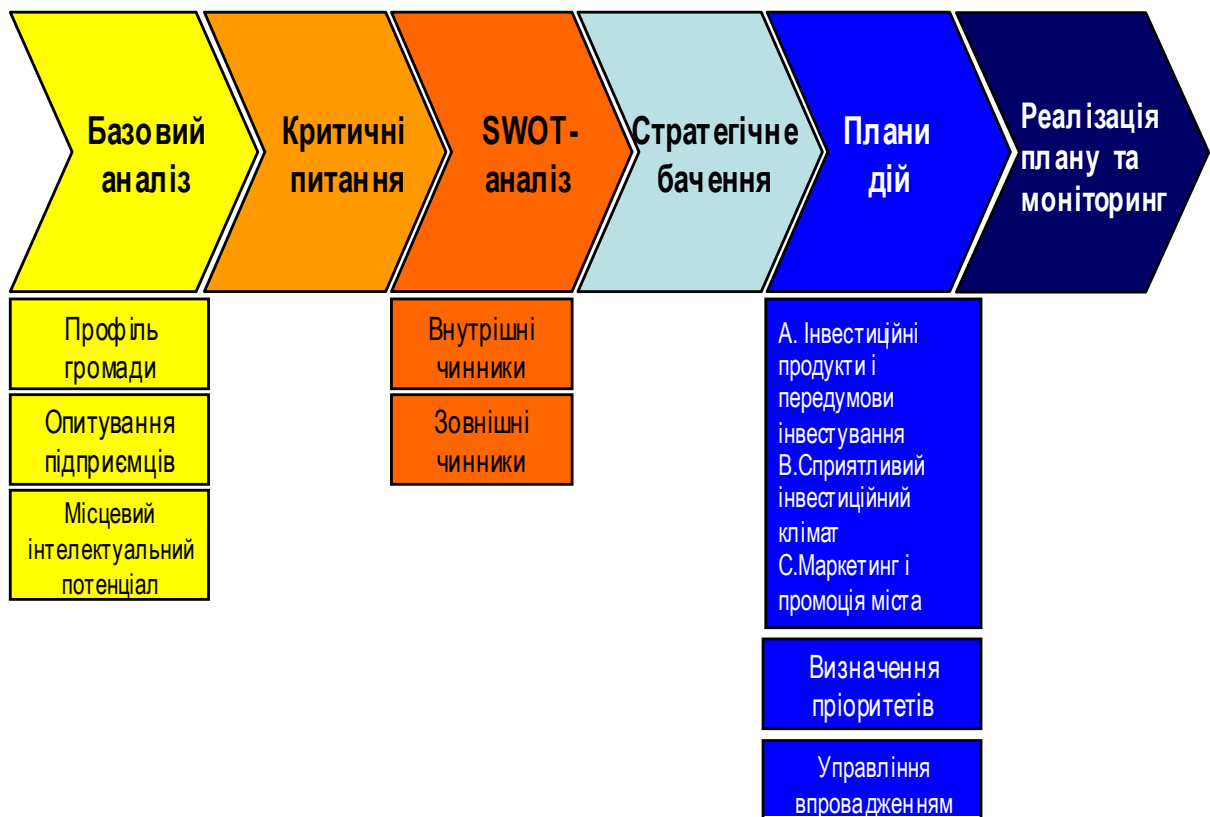 Базовий
аналіз
Критичні
питання
SWOT-
аналіз
Стратегічне
бачення
Плани
дій
Реалізація
плану та
моніторинг
Профіль
громади
Опитування
підприємців
Місцевий
інтелектуальний
потенціал
Внутрішні
чинники
Зовнішні
чинники
А. Інвестиційні
продукти і
передумови
інвестування
В.Сприятливий
інвестиційний
клімат
С.Маркетинг і
промоція міста
Визначення
пріоритетів
Управління
впровадженням